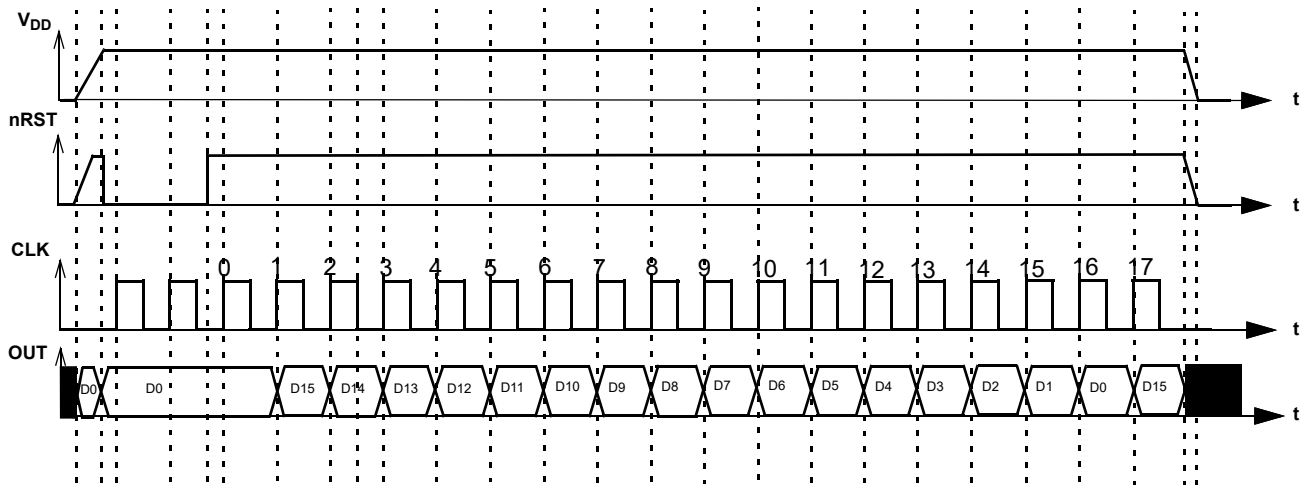 VDD
t
nRST
t
CLK
0 1 2 3 4 5 6 7 8 9 10 11 12 13 14 15 16 17
t
OUT
D0 D0 D15 D14 D13 D12 D11 D10 D9 D8 D7 D6 D5 D4 D3 D2 D1 D0 D15
t